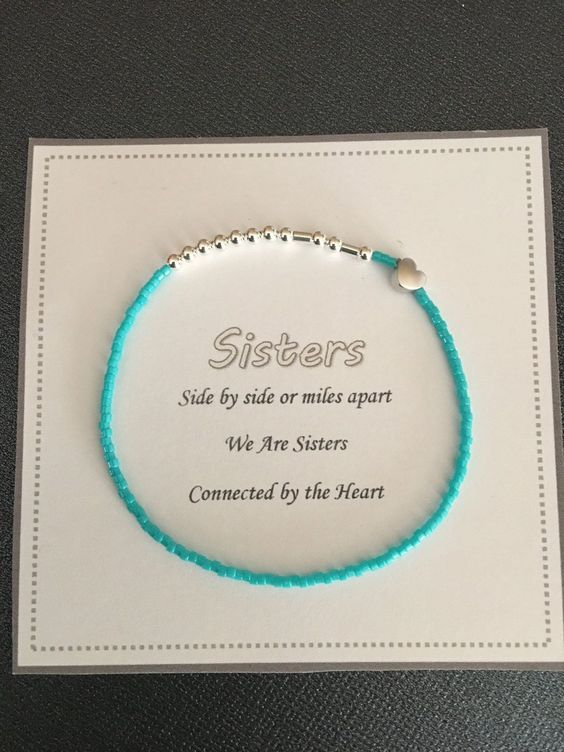 Sisters
Side by side or miles apart
We Are Sisters
Connected by the Heart